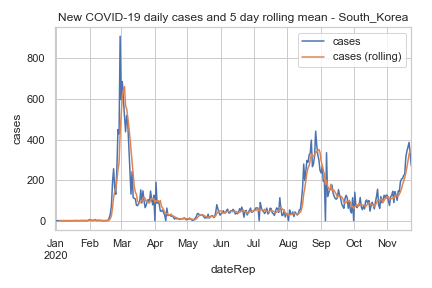 New COVID-19 daily cases and 5 day rolling mean - South_Korea
cases
cases (rolling)
800
600
400
200
0
cases
Jan Feb Mar Apr May Jun Jul Aug Sep Oct Nov
2020
dateRep